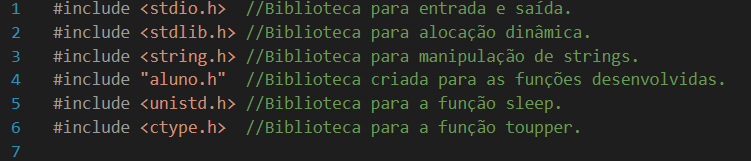 1 #include <stdio.h> //Biblioteca para entrada e saída.
2 #include <stdlib.h> //Biblioteca para alocação dinâmica.
3 #include <string.h> //Biblioteca para manipulação de strings.
4 #include "aluno.h" //Biblioteca criada para as funções desenvolvidas.
5 #include <unistd.h> //Biblioteca para a função sleep.
6 #include <ctype.h> //Biblioteca para a função toupper.
7